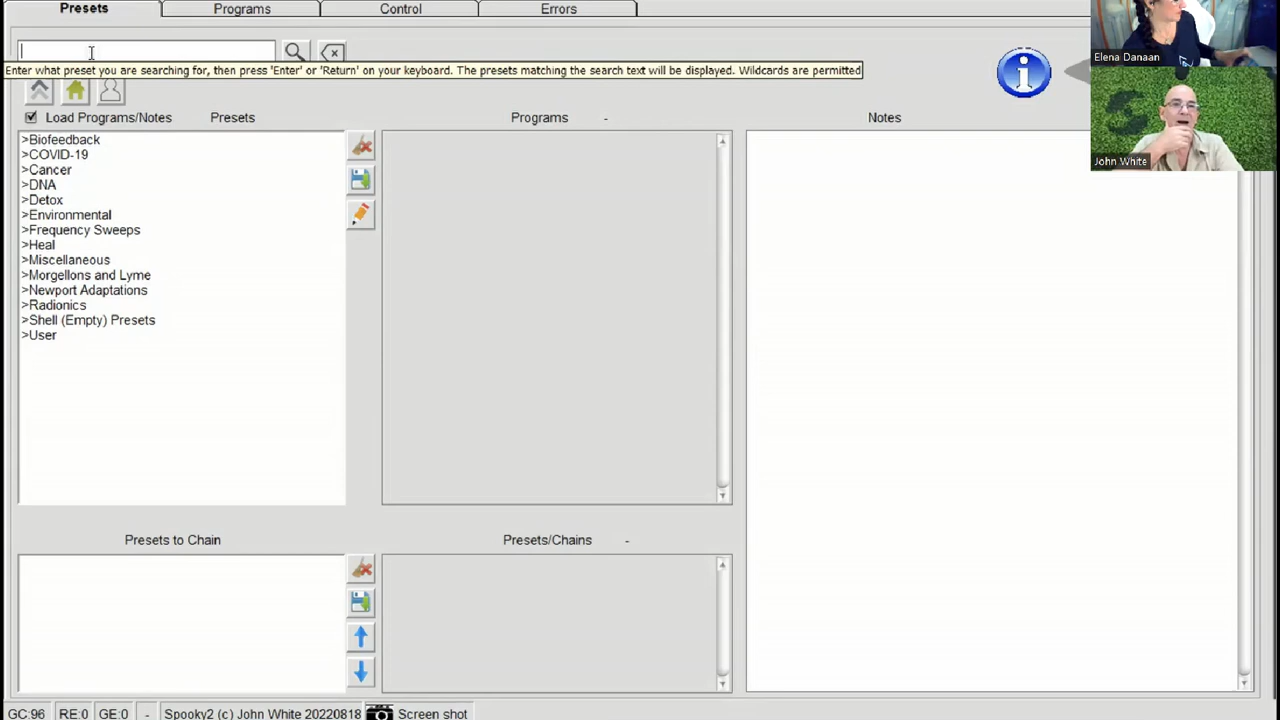 Presets Programs Control Errors
Enter what preset you are searching for, then press 'Enter' or 'Return' on your keyboard. The presets matching the search text will be displayed. Wildcards are permitted
Elena Danaan
John White
Load Programs/Notes Presets Programs - Notes
>Biofeedback
>COVID-19
>Cancer
>DNA
>Detox
>Environmental
>Frequency Sweeps
>Heal
>Miscellaneous
>Morgellons and Lyme
>Newport Adaptations
>Radionics
>Shell (Empty) Presets
>User
Presets to Chain Presets/Chains -
GC:96 RE:0 GE:0 - Spooky2 (c) John White 20220818 Screen shot